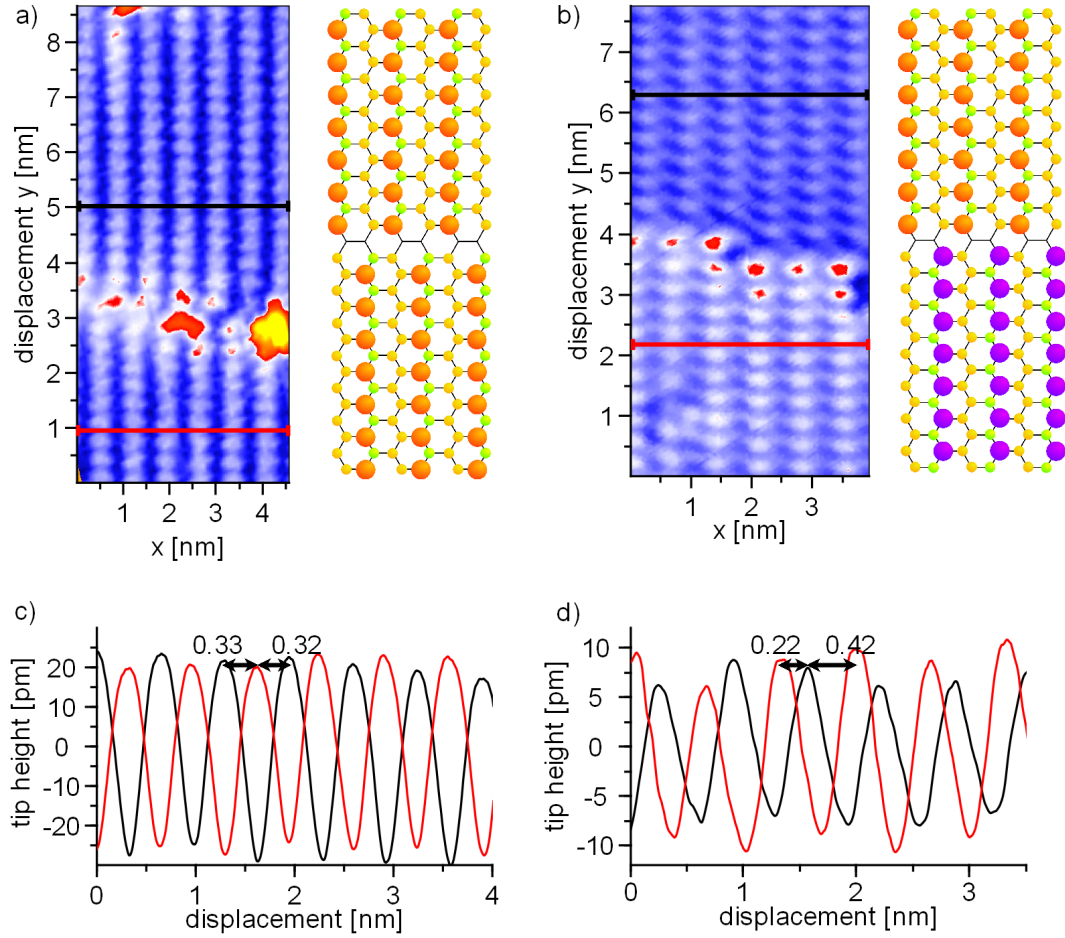 a)
displacement y [nm]
8
7
6
5
4
3
2
1
1 2 3 4
x [nm]
b)
displacement y [nm]
7
6
5
4
3
2
1
1 2 3
x [nm]
c)
0.33 0.32
tip height [pm]
20
10
0
-10
-20
0 1 2 3 4
displacement [nm]
d)
0.22 0.42
tip height [pm]
10
5
0
-5
-10
0 1 2 3
displacement [nm]